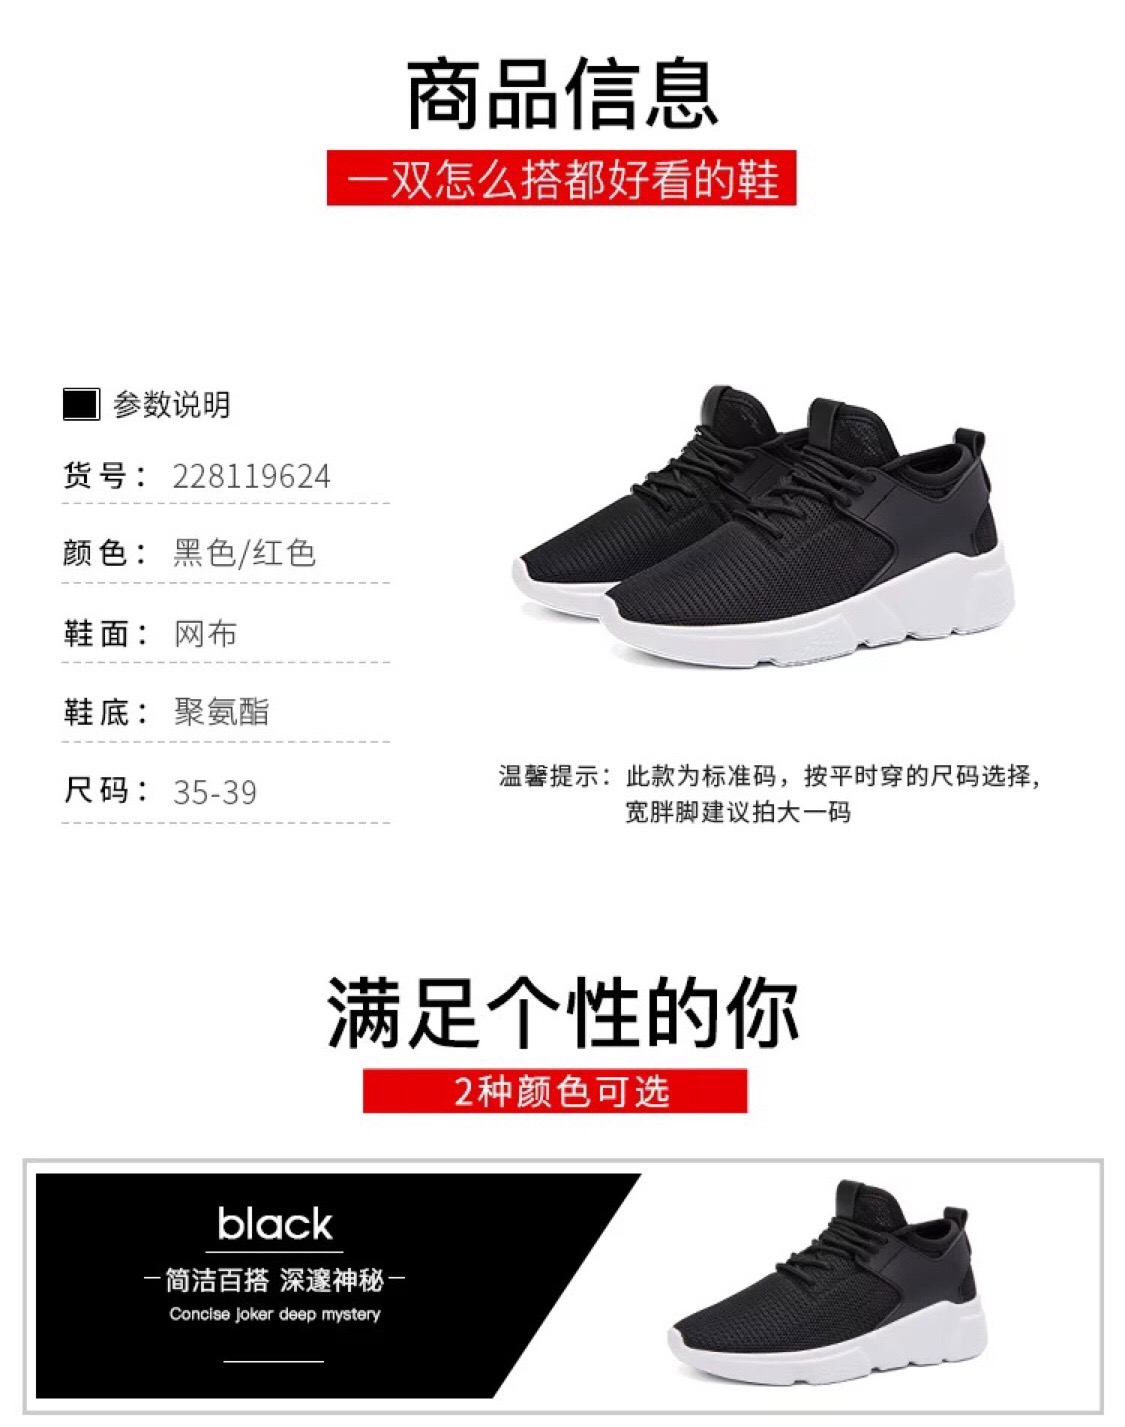 商品信息
一双怎么搭都好看的鞋
参数说明
货号： 228119624
颜色： 黑色/红色
鞋面： 网布
鞋底： 聚氨酯
尺码： 35-39
温馨提示：此款为标准码，按平时穿的尺码选择，
宽胖脚建议拍大一码
满足个性的你
2种颜色可选
black
简洁百搭 深邃神秘
Concise joker deep mystery